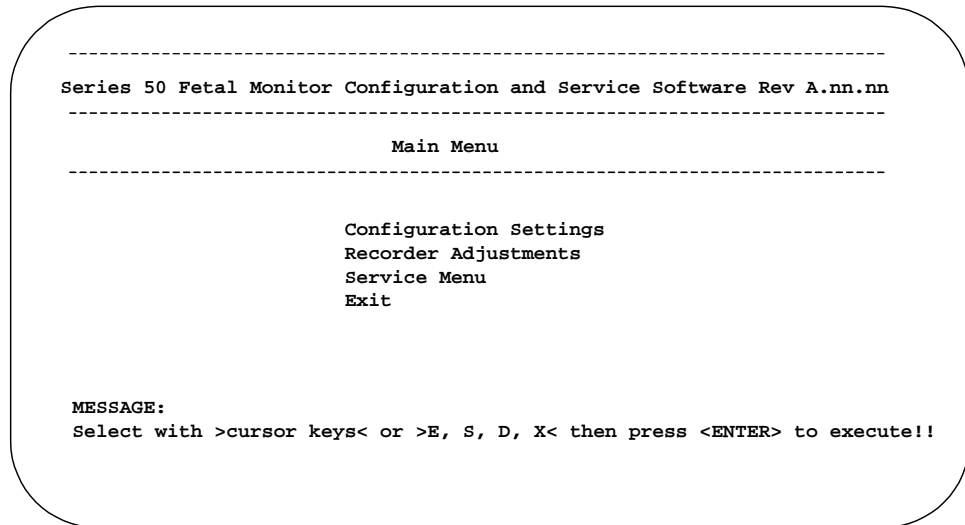 --------------------------------------------------------------------------------
Series 50 Fetal Monitor Configuration and Service Software Rev A.nn.nn
--------------------------------------------------------------------------------
Main Menu
--------------------------------------------------------------------------------
Configuration Settings
Recorder Adjustments
Service Menu
Exit
MESSAGE:
Select with >cursor keys< or >E, S, D, X< then press <ENTER> to execute!!